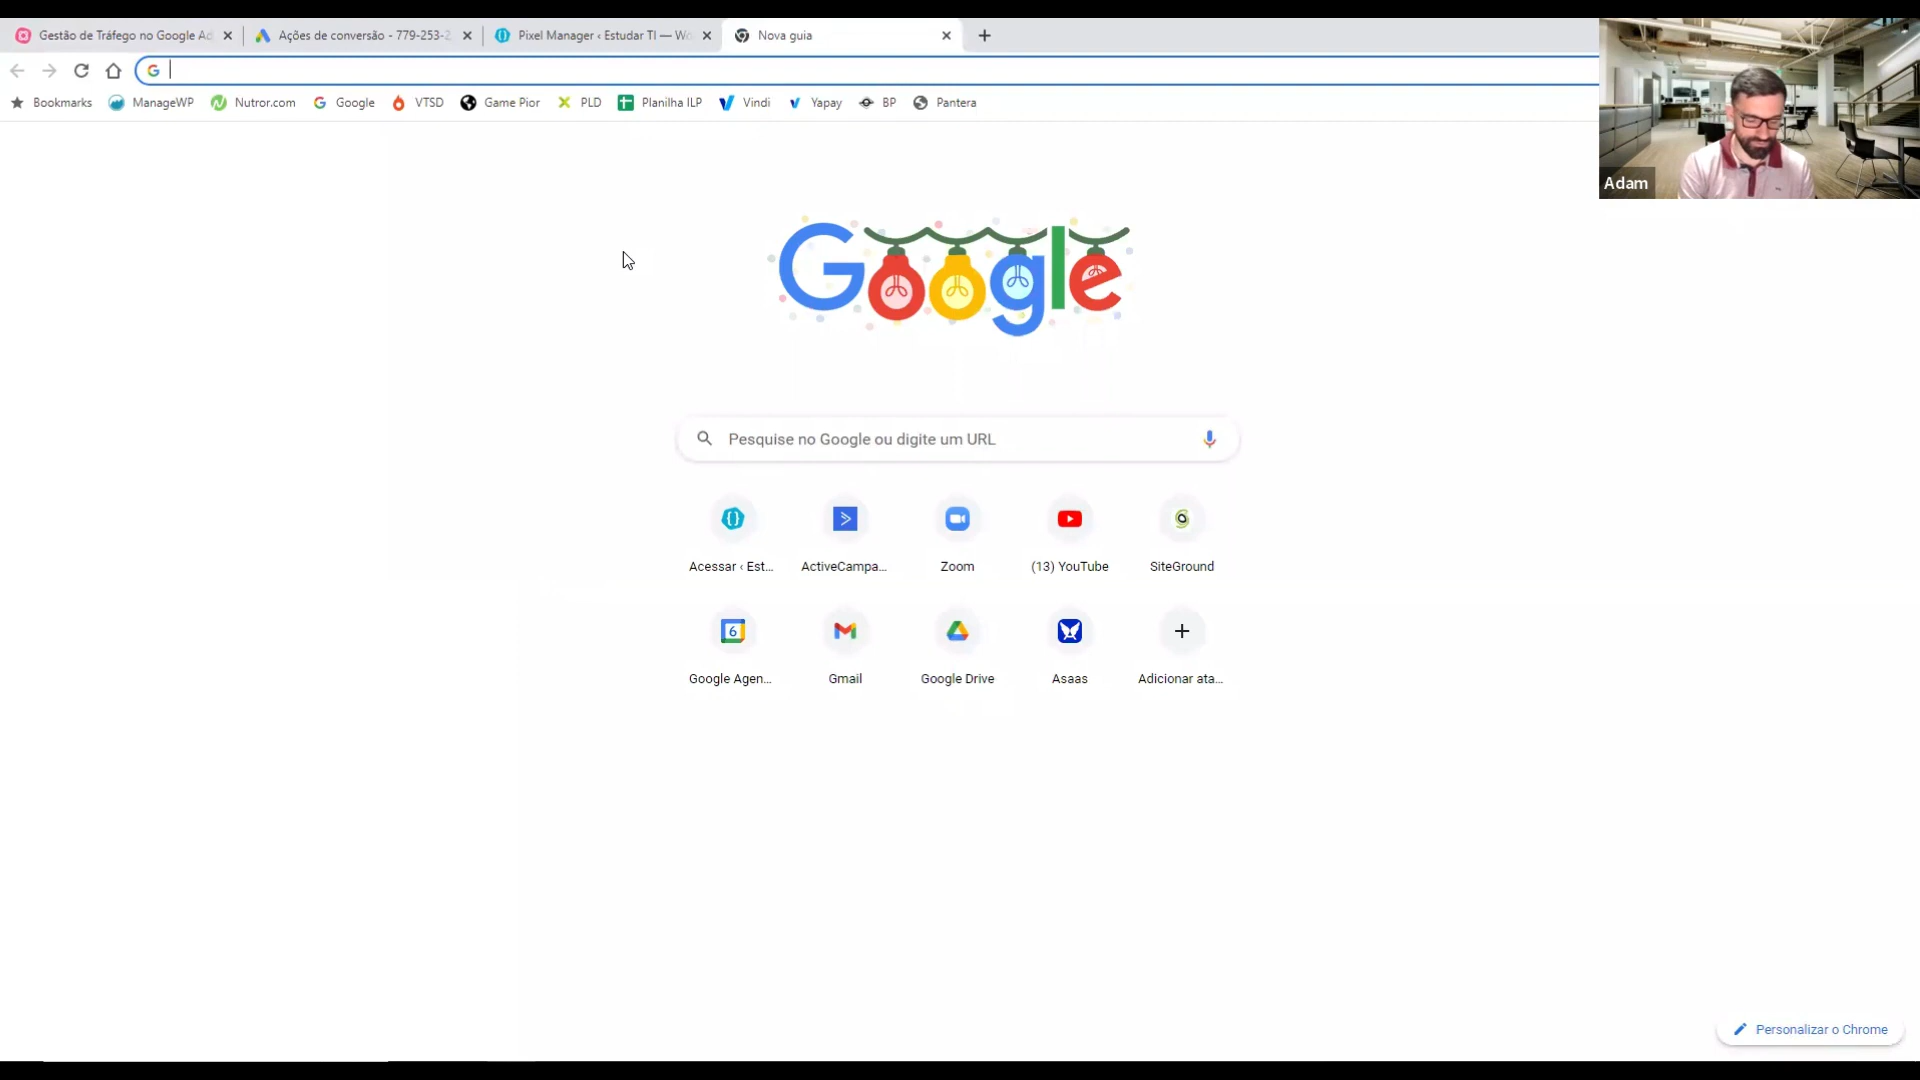 Gestão de Tráfego no Google Ad
Ações de conversão - 779-253-2
Pixel Manager ‹ Estudar TI — Wo
Nova guia
Bookmarks
ManageWP
Nutror.com
Google
VTSD
Game Pior
PLD
Planilha ILP
Vindi
Yapay
BP
Pantera
Adam
Google
Pesquise no Google ou digite um URL
Acessar ‹ Est...
ActiveCampa...
Zoom
(13) YouTube
SiteGround
6
Google Agen...
Gmail
Google Drive
Asaas
Adicionar ata...
Personalizar o Chrome